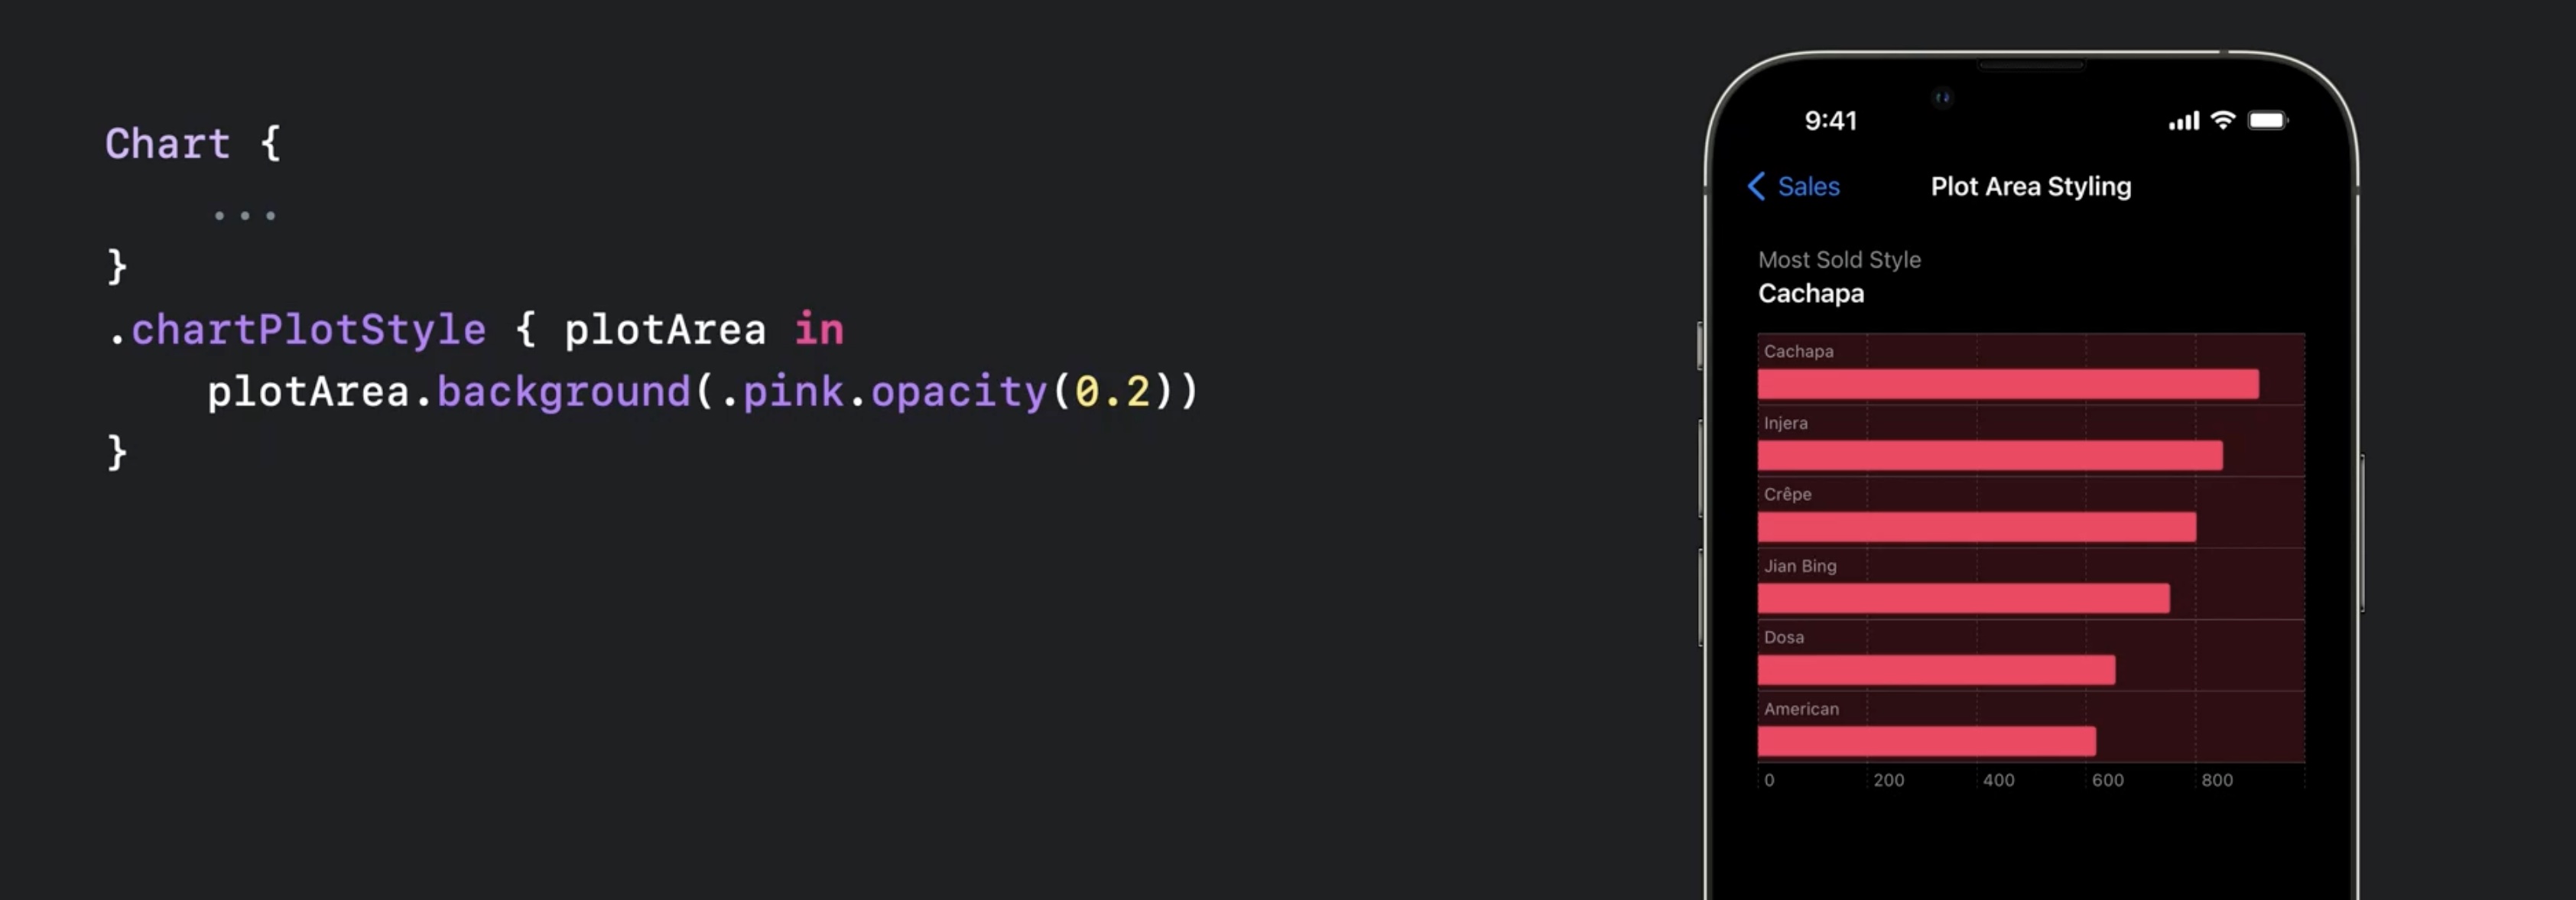 Chart {
...
}
.chartPlotStyle { plotArea in
plotArea.background(.pink.opacity(0.2))
}
9:41
Sales
Plot Area Styling
Most Sold Style
Cachapa
Cachapa
Injera
Crêpe
Jian Bing
Dosa
American
0 200 400 600 800